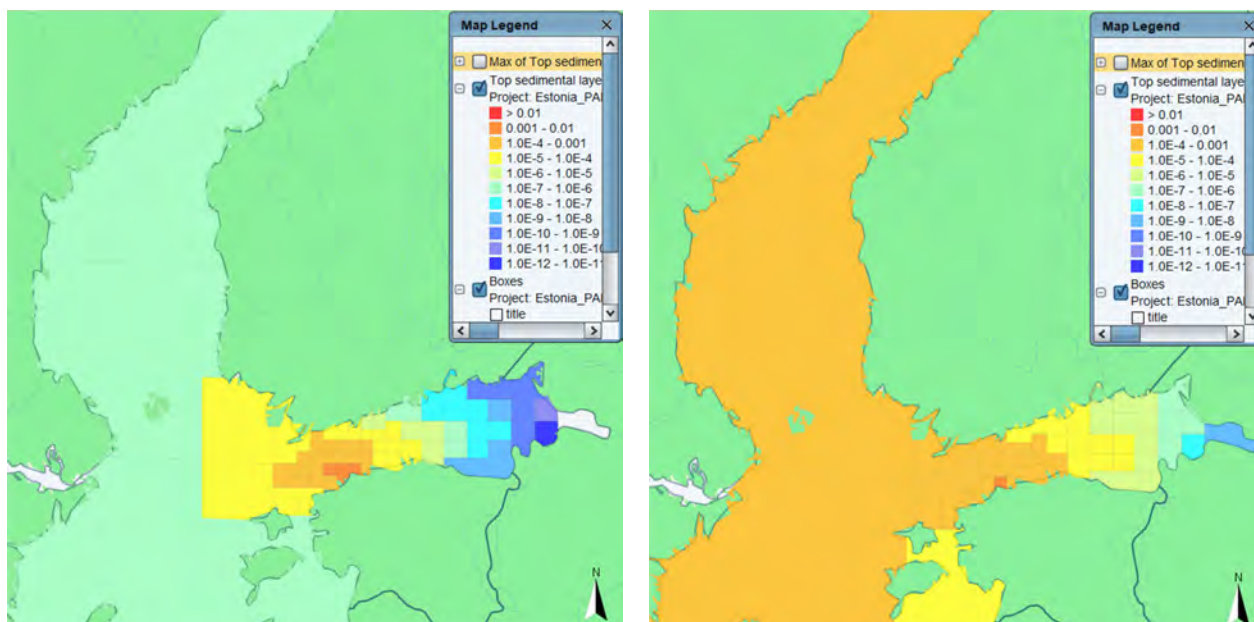 Map Legend
Max of Top sedimen
Top sedimental laye
Project: Estonia_PAI
> 0.01
0.001 - 0.01
1.0E-4 - 0.001
1.0E-5 - 1.0E-4
1.0E-6 - 1.0E-5
1.0E-7 - 1.0E-6
1.0E-8 - 1.0E-7
1.0E-9 - 1.0E-8
1.0E-10 - 1.0E-9
1.0E-11 - 1.0E-10
1.0E-12 - 1.0E-11
Boxes
Project: Estonia_PAI
title
N
Map Legend
Max of Top sedimen
Top sedimental laye
Project: Estonia_PAI
> 0.01
0.001 - 0.01
1.0E-4 - 0.001
1.0E-5 - 1.0E-4
1.0E-6 - 1.0E-5
1.0E-7 - 1.0E-6
1.0E-8 - 1.0E-7
1.0E-9 - 1.0E-8
1.0E-10 - 1.0E-9
1.0E-11 - 1.0E-10
1.0E-12 - 1.0E-11
Boxes
Project: Estonia_PAI
title
N